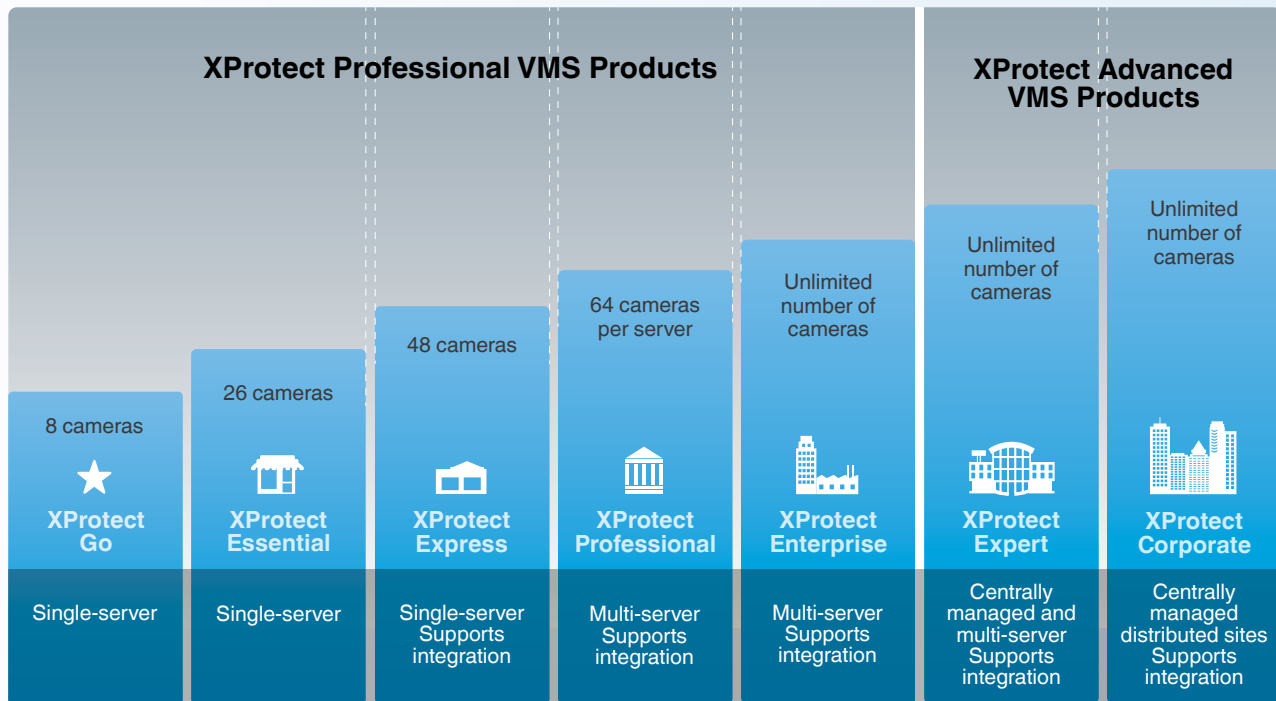 XProtect Professional VMS Products
XProtect Advanced
VMS Products
8 cameras
XProtect
Go
Single-server
26 cameras
XProtect
Essential
Single-server
48 cameras
XProtect
Express
Single-server
Supports
integration
64 cameras
per server
XProtect
Professional
Multi-server
Supports
integration
Unlimited
number of
cameras
XProtect
Enterprise
Multi-server
Supports
integration
Unlimited
number of
cameras
XProtect
Expert
Centrally
managed and
multi-server
Supports
integration
Unlimited
number of
cameras
XProtect
Corporate
Centrally
managed
distributed sites
Supports
integration